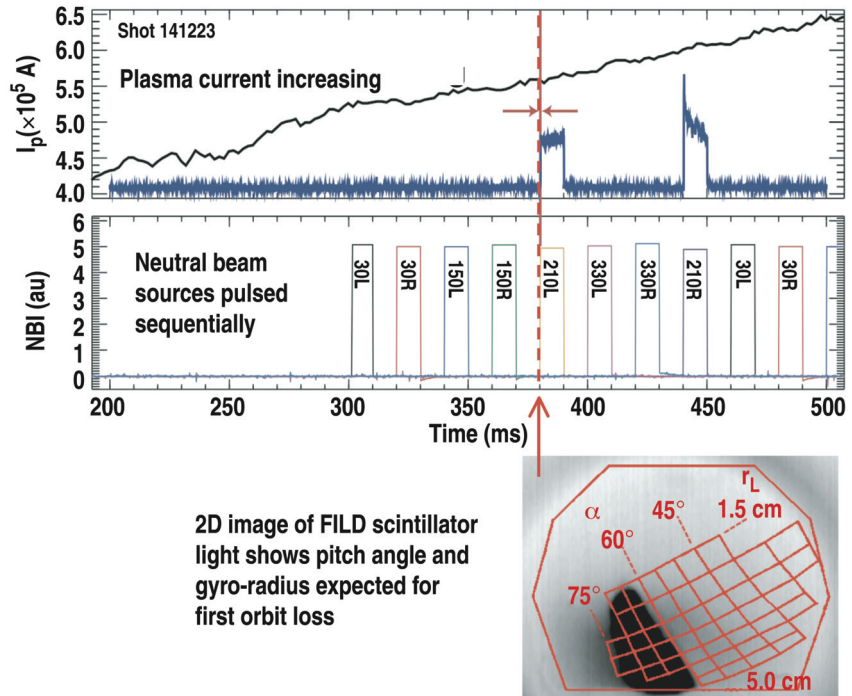 6.5
Shot 141223
6.0
Plasma current increasing
5.5
5.0
4.5
4.0
Ip(×10⁵ A)
6
5
4
3
2
1
0
NBI (au)
Neutral beam
sources pulsed
sequentially
30L
30R
150L
150R
210L
330L
330R
210R
30L
30R
200
250
300
350
400
450
500
Time (ms)
2D image of FILD scintillator
light shows pitch angle and
gyro-radius expected for
first orbit loss
rL
α
45°
1.5 cm
60°
75°
5.0 cm